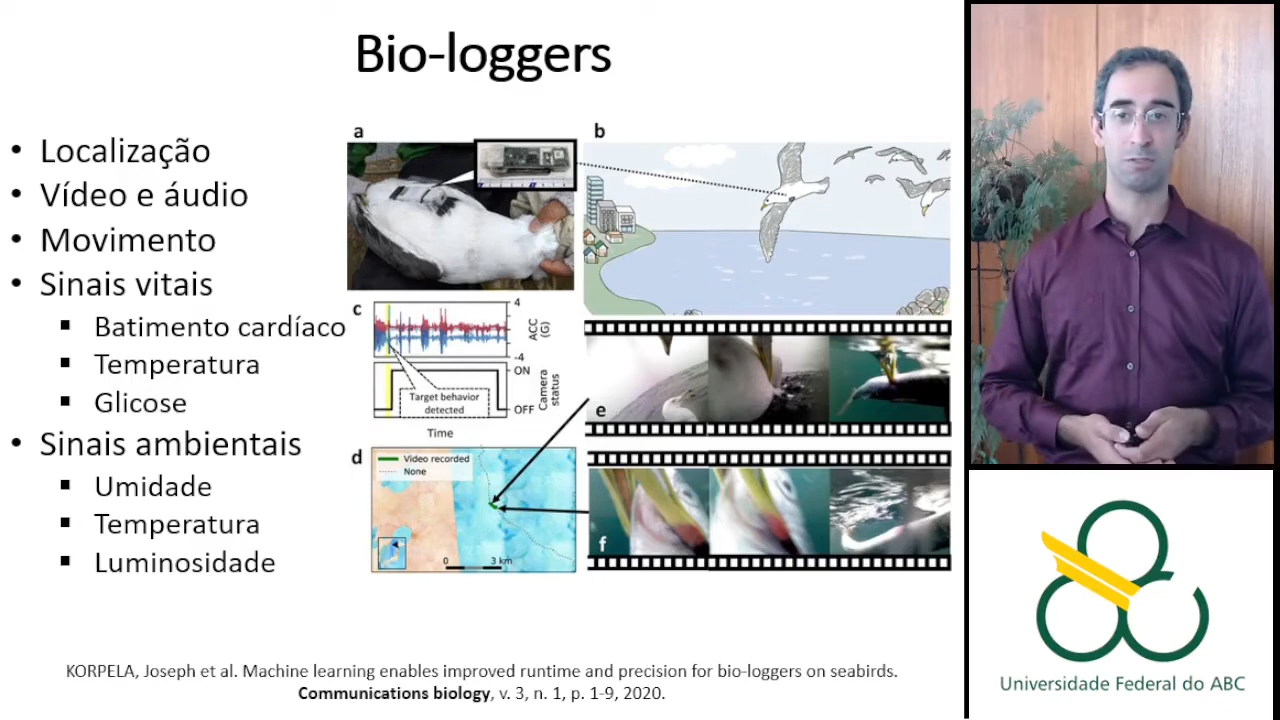 Bio-loggers
• Localização
• Vídeo e áudio
• Movimento
• Sinais vitais
▪ Batimento cardíaco
▪ Temperatura
▪ Glicose
• Sinais ambientais
▪ Umidade
▪ Temperatura
▪ Luminosidade
a
b
c
4
ACC
(G)
-4
ON
Camera
status
OFF
Target behavior
detected
Time
d
Video recorded
None
0 3 km
e
f
KORPELA, Joseph et al. Machine learning enables improved runtime and precision for bio-loggers on seabirds.
Communications biology, v. 3, n. 1, p. 1-9, 2020.
Universidade Federal do ABC